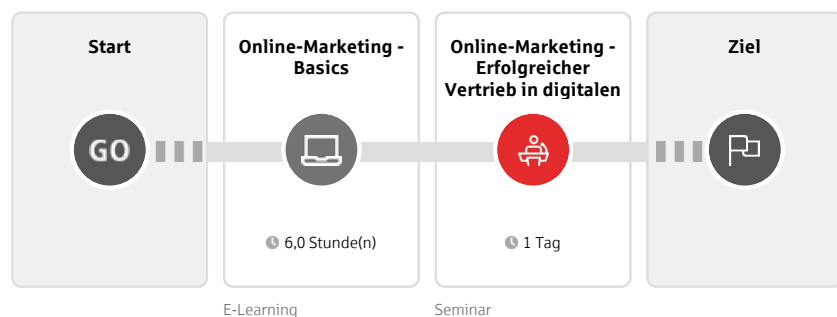 Start
Online-Marketing -
Basics
Online-Marketing -
Erfolgreicher
Vertrieb in digitalen
Ziel
GO
6,0 Stunde(n)
1 Tag
E-Learning
Seminar